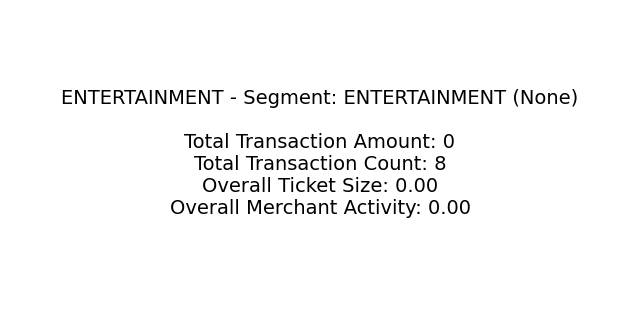 ENTERTAINMENT - Segment: ENTERTAINMENT (None)
Total Transaction Amount: 0
Total Transaction Count: 8
Overall Ticket Size: 0.00
Overall Merchant Activity: 0.00